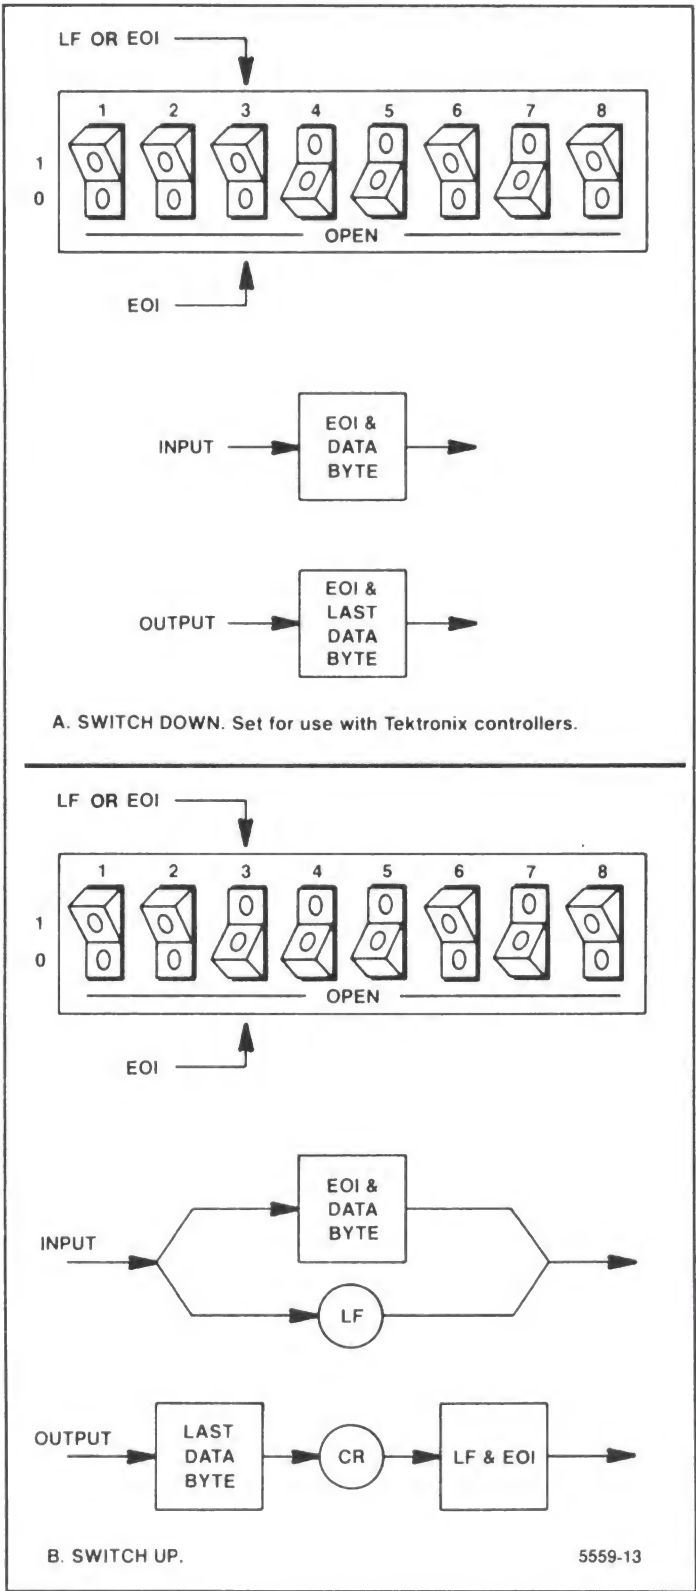 LF OR EOI
1 2 3 4 5 6 7 8
1
0
OPEN
EOI
INPUT
EOI &
DATA
BYTE
OUTPUT
EOI &
LAST
DATA
BYTE
A. SWITCH DOWN. Set for use with Tektronix controllers.
LF OR EOI
1 2 3 4 5 6 7 8
1
0
OPEN
EOI
INPUT
EOI &
DATA
BYTE
LF
OUTPUT
LAST
DATA
BYTE
CR
LF & EOI
B. SWITCH UP.
5559-13